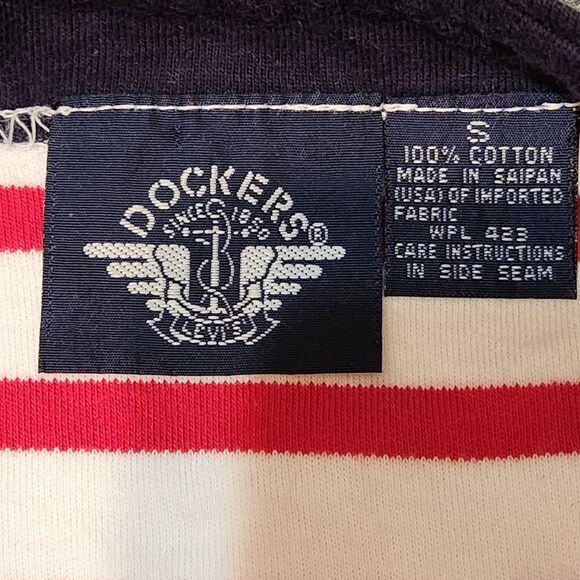 DOCKERS®
SINCE 1850
LEVI'S
S
100% COTTON
MADE IN SAIPAN
(USA) OF IMPORTED
FABRIC
WPL 423
CARE INSTRUCTIONS
IN SIDE SEAM